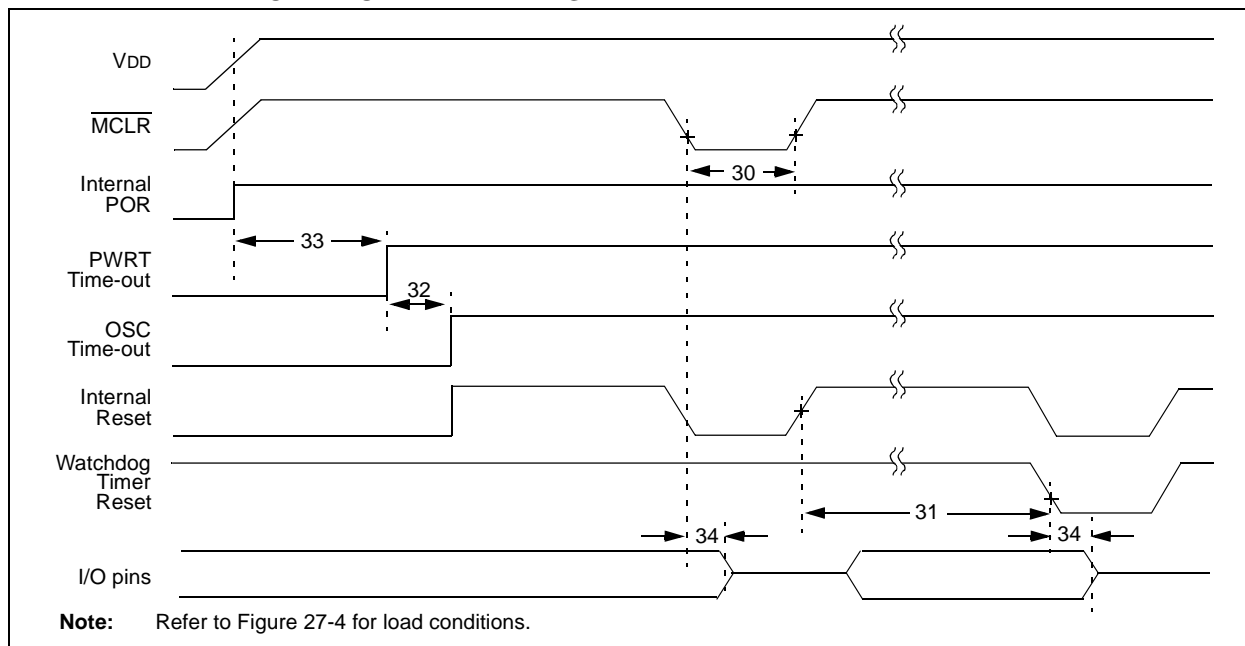 VDD
MCLR
30
Internal
POR
33
PWRT
Time-out
32
OSC
Time-out
Internal
Reset
Watchdog
Timer
Reset
31
34
34
I/O pins
Note: Refer to Figure 27-4 for load conditions.